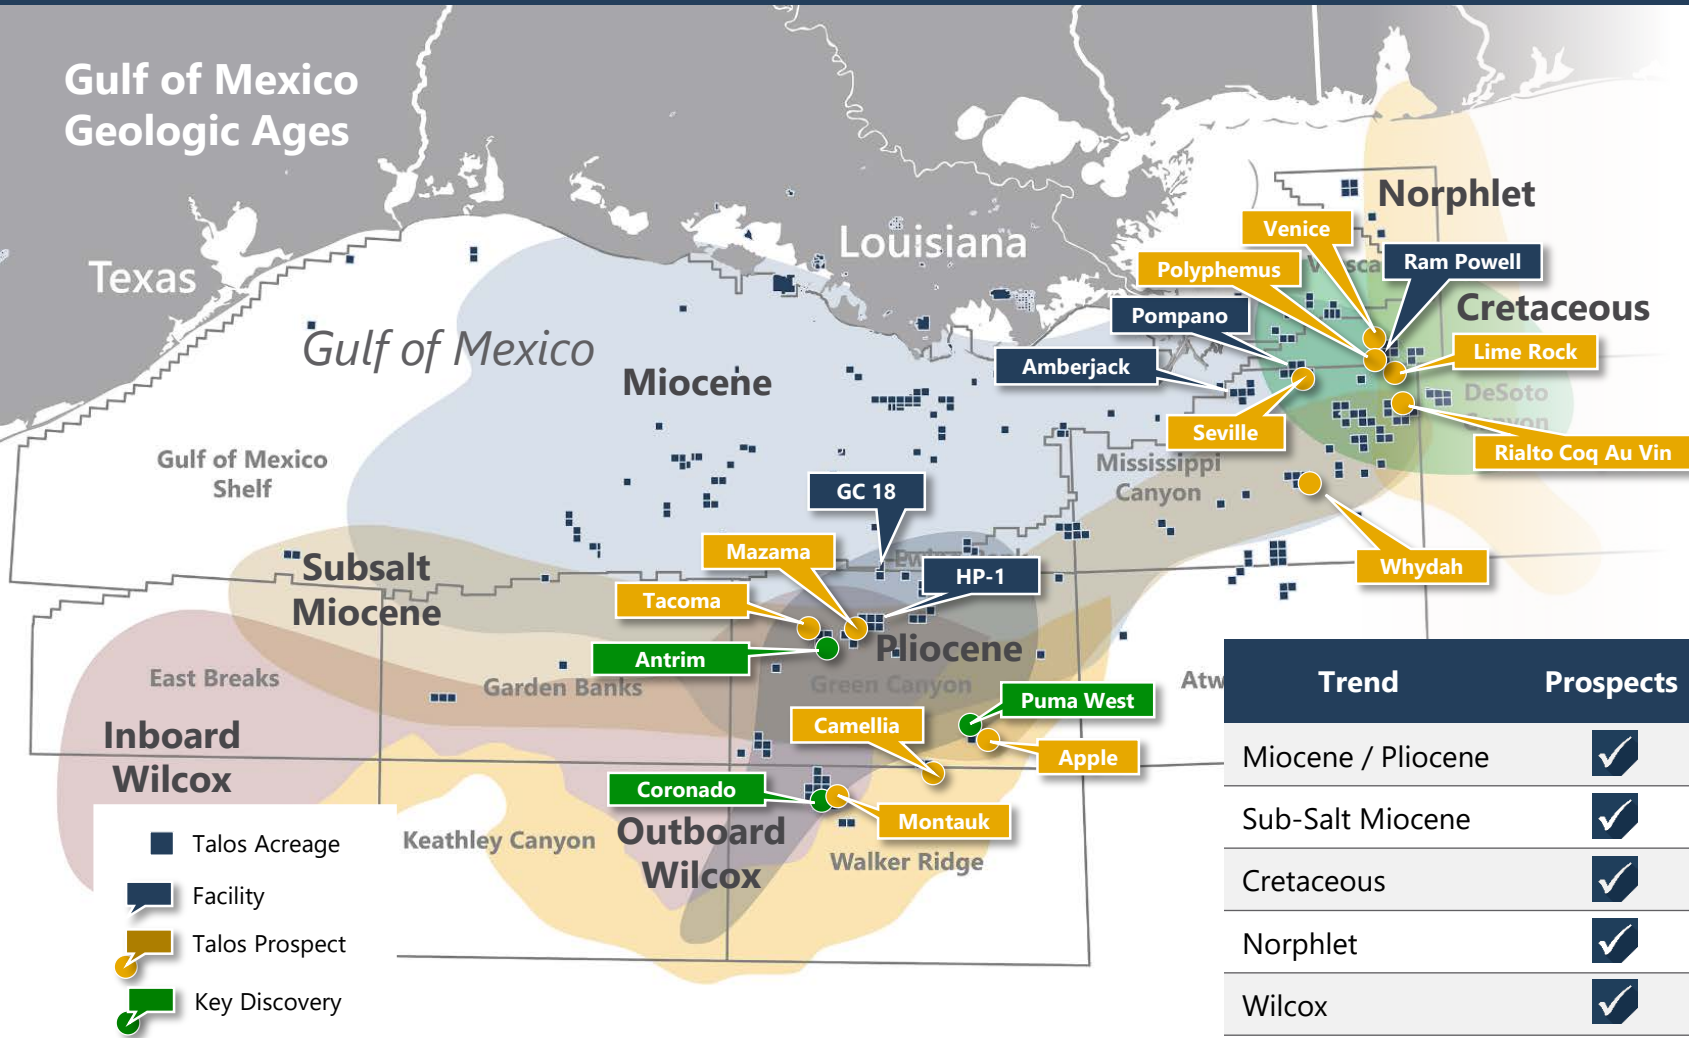 Gulf of Mexico
Geologic Ages
Texas
Louisiana
Gulf of Mexico
Norphlet
Venice
Ram Powell
Polyphemus
Cretaceous
Pompano
Lime Rock
Amberjack
Miocene
DeSoto
Seville
Rialto Coq Au Vin
Gulf of Mexico
Shelf
Mississippi
Canyon
GC 18
Mazama
Whydah
HP-1
Subsalt
Miocene
Tacoma
Pliocene
Antrim
East Breaks
Garden Banks
Green Canyon
Puma West
Camellia
Apple
Inboard
Wilcox
Coronado
Montauk
Keathley Canyon
Outboard
Wilcox
Walker Ridge
Talos Acreage
Facility
Talos Prospect
Key Discovery
Trend Prospects
Miocene / Pliocene
Sub-Salt Miocene
Cretaceous
Norphlet
Wilcox